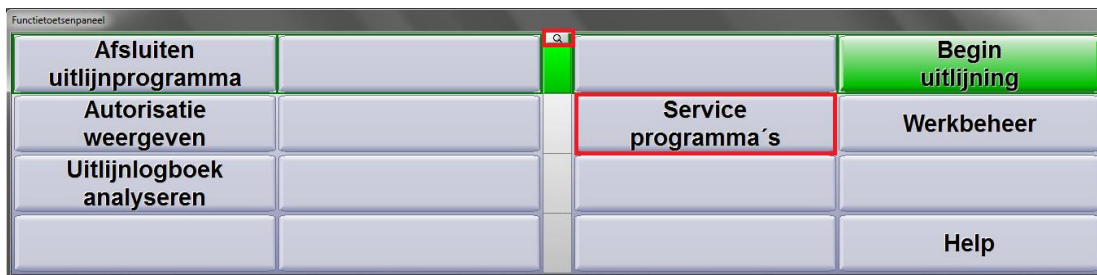 Functietoetsenpaneel
Afsluiten
uitlijnprogramma
Begin
uitlijning
Autorisatie
weergeven
Service
programma´s
Werkbeheer
Uitlijnlogboek
analyseren
Help